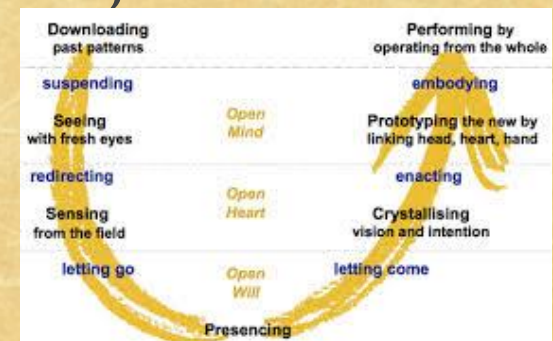 Downloading
past patterns
Performing by
operating from the whole
suspending
embodying
Seeing
with fresh eyes
Open
Mind
Prototyping the new by
linking head, heart, hand
redirecting
enacting
Sensing
from the field
Open
Heart
Crystallising
vision and intention
letting go
Open
Will
letting come
Presencing